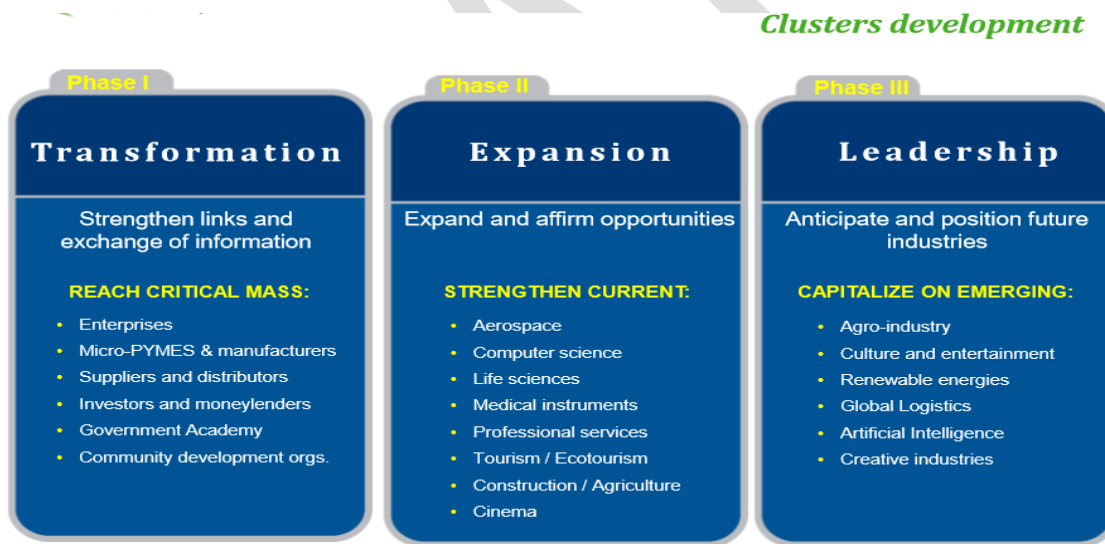 Clusters development
Phase I
Transformation
Strengthen links and
exchange of information
REACH CRITICAL MASS:
• Enterprises
• Micro-PYMES & manufacturers
• Suppliers and distributors
• Investors and moneylenders
• Government Academy
• Community development orgs.
Phase II
Expansion
Expand and affirm opportunities
STRENGTHEN CURRENT:
• Aerospace
• Computer science
• Life sciences
• Medical instruments
• Professional services
• Tourism / Ecotourism
• Construction / Agriculture
• Cinema
Phase III
Leadership
Anticipate and position future
industries
CAPITALIZE ON EMERGING:
• Agro-industry
• Culture and entertainment
• Renewable energies
• Global Logistics
• Artificial Intelligence
• Creative industries